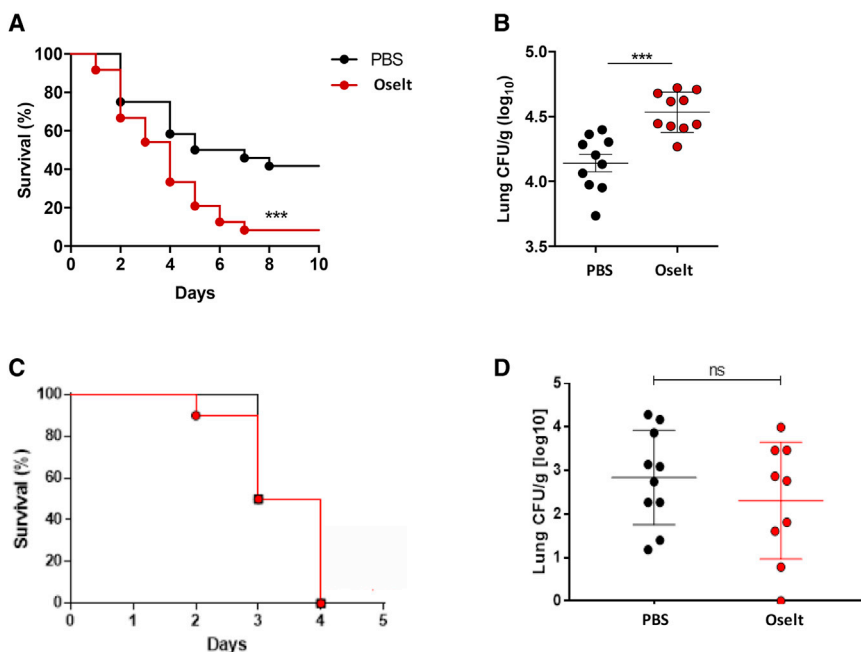 A
PBS
Oselt
Survival (%)
100
80
60
40
20
0
***
0 2 4 6 8 10
Days
B
***
Lung CFU/g (log10)
5.0
4.5
4.0
3.5
PBS Oselt
C
Survival (%)
100
80
60
40
20
0
0 1 2 3 4 5
Days
D
ns
Lung CFU/g [log10]
5
4
3
2
1
0
PBS Oselt